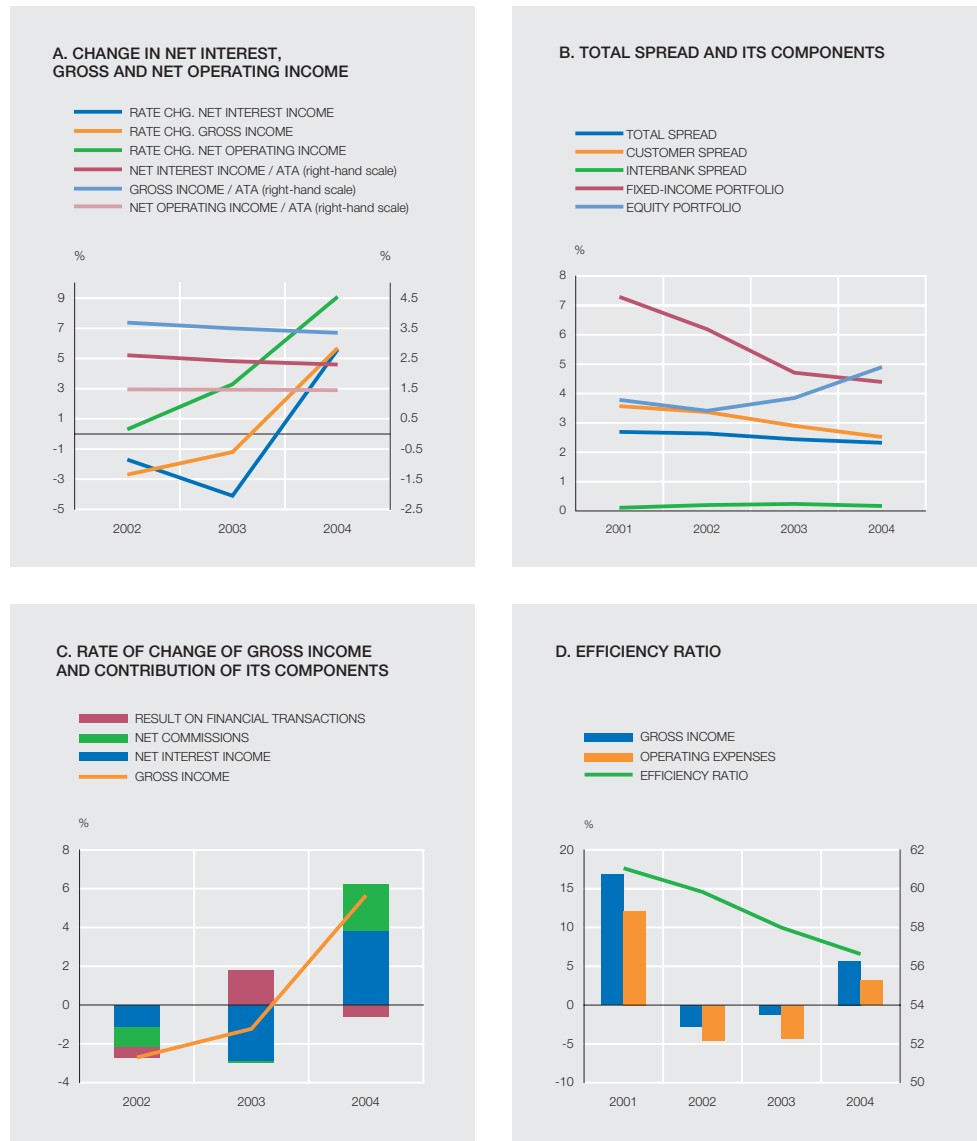 A. CHANGE IN NET INTEREST,
GROSS AND NET OPERATING INCOME
RATE CHG. NET INTEREST INCOME
RATE CHG. GROSS INCOME
RATE CHG. NET OPERATING INCOME
NET INTEREST INCOME / ATA (right-hand scale)
GROSS INCOME / ATA (right-hand scale)
NET OPERATING INCOME / ATA (right-hand scale)
% %
9 4.5
7 3.5
5 2.5
3 1.5
1 0.5
-1 -0.5
-3 -1.5
-5 -2.5
2002 2003 2004
B. TOTAL SPREAD AND ITS COMPONENTS
TOTAL SPREAD
CUSTOMER SPREAD
INTERBANK SPREAD
FIXED-INCOME PORTFOLIO
EQUITY PORTFOLIO
%
8
7
6
5
4
3
2
1
0
2001 2002 2003 2004
C. RATE OF CHANGE OF GROSS INCOME
AND CONTRIBUTION OF ITS COMPONENTS
RESULT ON FINANCIAL TRANSACTIONS
NET COMMISSIONS
NET INTEREST INCOME
GROSS INCOME
%
8
6
4
2
0
-2
-4
2002 2003 2004
D. EFFICIENCY RATIO
GROSS INCOME
OPERATING EXPENSES
EFFICIENCY RATIO
%
20 62
15 60
10 58
5 56
0 54
-5 52
-10 50
2001 2002 2003 2004